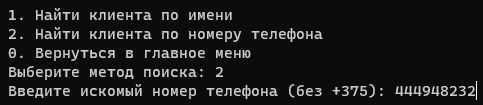 1. Найти клиента по имени
2. Найти клиента по номеру телефона
0. Вернуться в главное меню
Выберите метод поиска: 2
Введите искомый номер телефона (без +375): 444948232